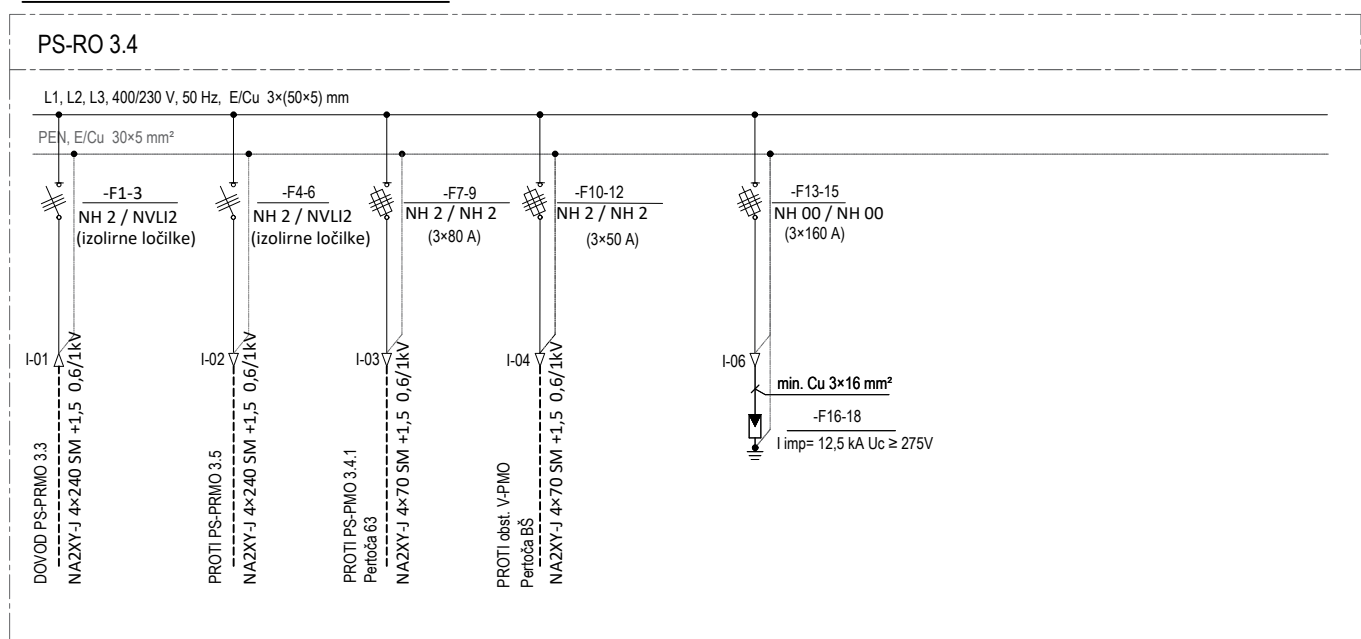 PS-RO 3.4
L1, L2, L3, 400/230 V, 50 Hz, E/Cu 3×(50×5) mm
PEN, E/Cu 30×5 mm²
-F1-3
NH 2 / NVLI2
(izolirne ločilke)
-F4-6
NH 2 / NVLI2
(izolirne ločilke)
-F7-9
NH 2 / NH 2
(3×80 A)
-F10-12
NH 2 / NH 2
(3×50 A)
-F13-15
NH 00 / NH 00
(3×160 A)
I-01
I-02
I-03
I-04
I-06
DOVOD PS-PRMO 3.3
NA2XY-J 4×240 SM +1,5 0,6/1kV
PROTI PS-PRMO 3.5
NA2XY-J 4×240 SM +1,5 0,6/1kV
PROTI PS-PMO 3.4.1
Pertoča 63
NA2XY-J 4×70 SM +1,5 0,6/1kV
PROTI obst. V-PMO
Pertoča BŠ
NA2XY-J 4×70 SM +1,5 0,6/1kV
min. Cu 3×16 mm²
-F16-18
I imp= 12,5 kA Uc ≥ 275V